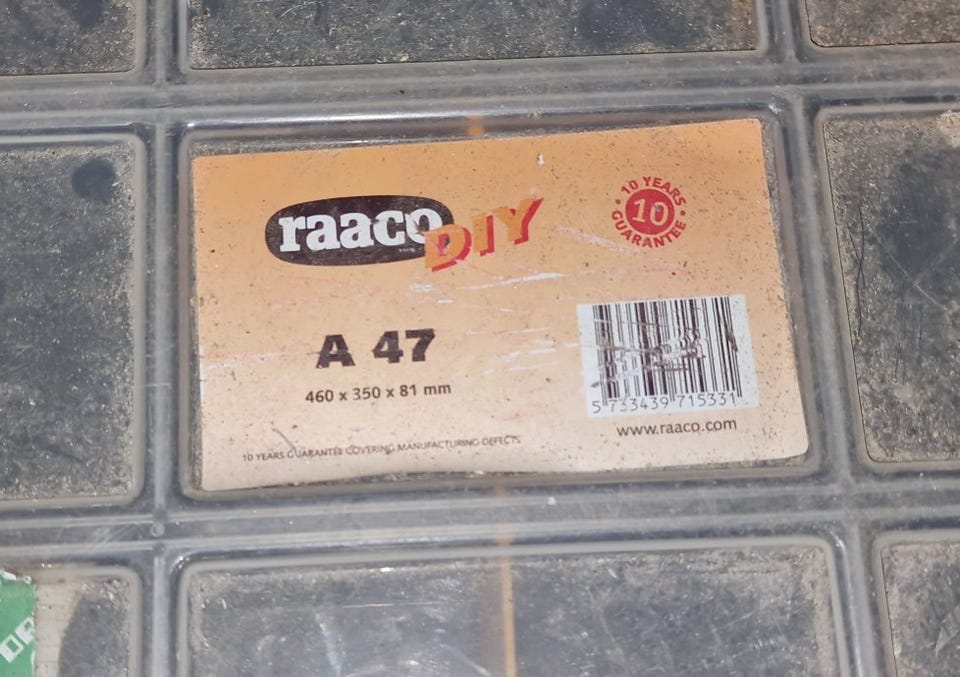 raaco DIY
10 YEARS
10
GUARANTEE
A 47
460 x 350 x 81 mm
5 733439 715331
www.raaco.com
10 YEARS GUARANTEE COVERING MANUFACTURING DEFECTS